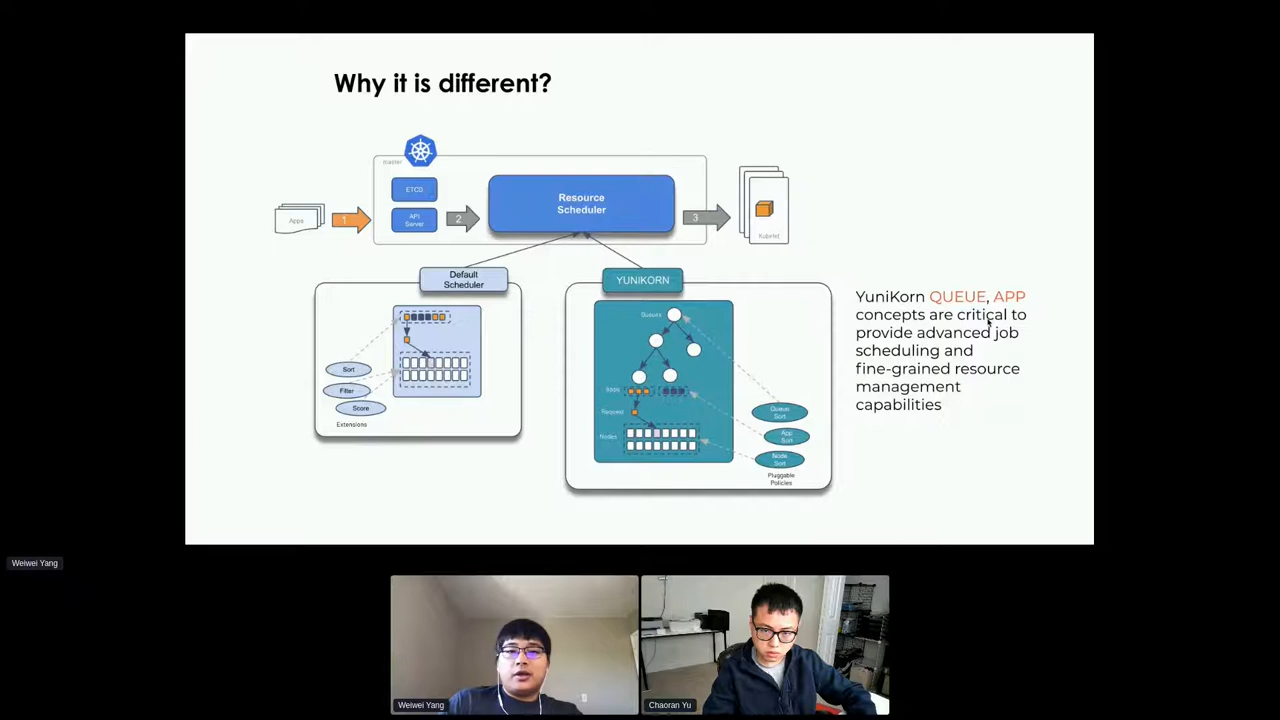 Why it is different?
master
ETCD
API
Server
Apps
1
2
Resource
Scheduler
3
Kubelet
Default
Scheduler
YUNIKORN
Sort
Filter
Score
Extensions
Queues
Apps
Request
Nodes
Queue
Sort
App
Sort
Node
Sort
Pluggable
Policies
YuniKorn QUEUE, APP
concepts are critical to
provide advanced job
scheduling and
fine-grained resource
management
capabilities
Weiwei Yang
Weiwei Yang
Chaoran Yu